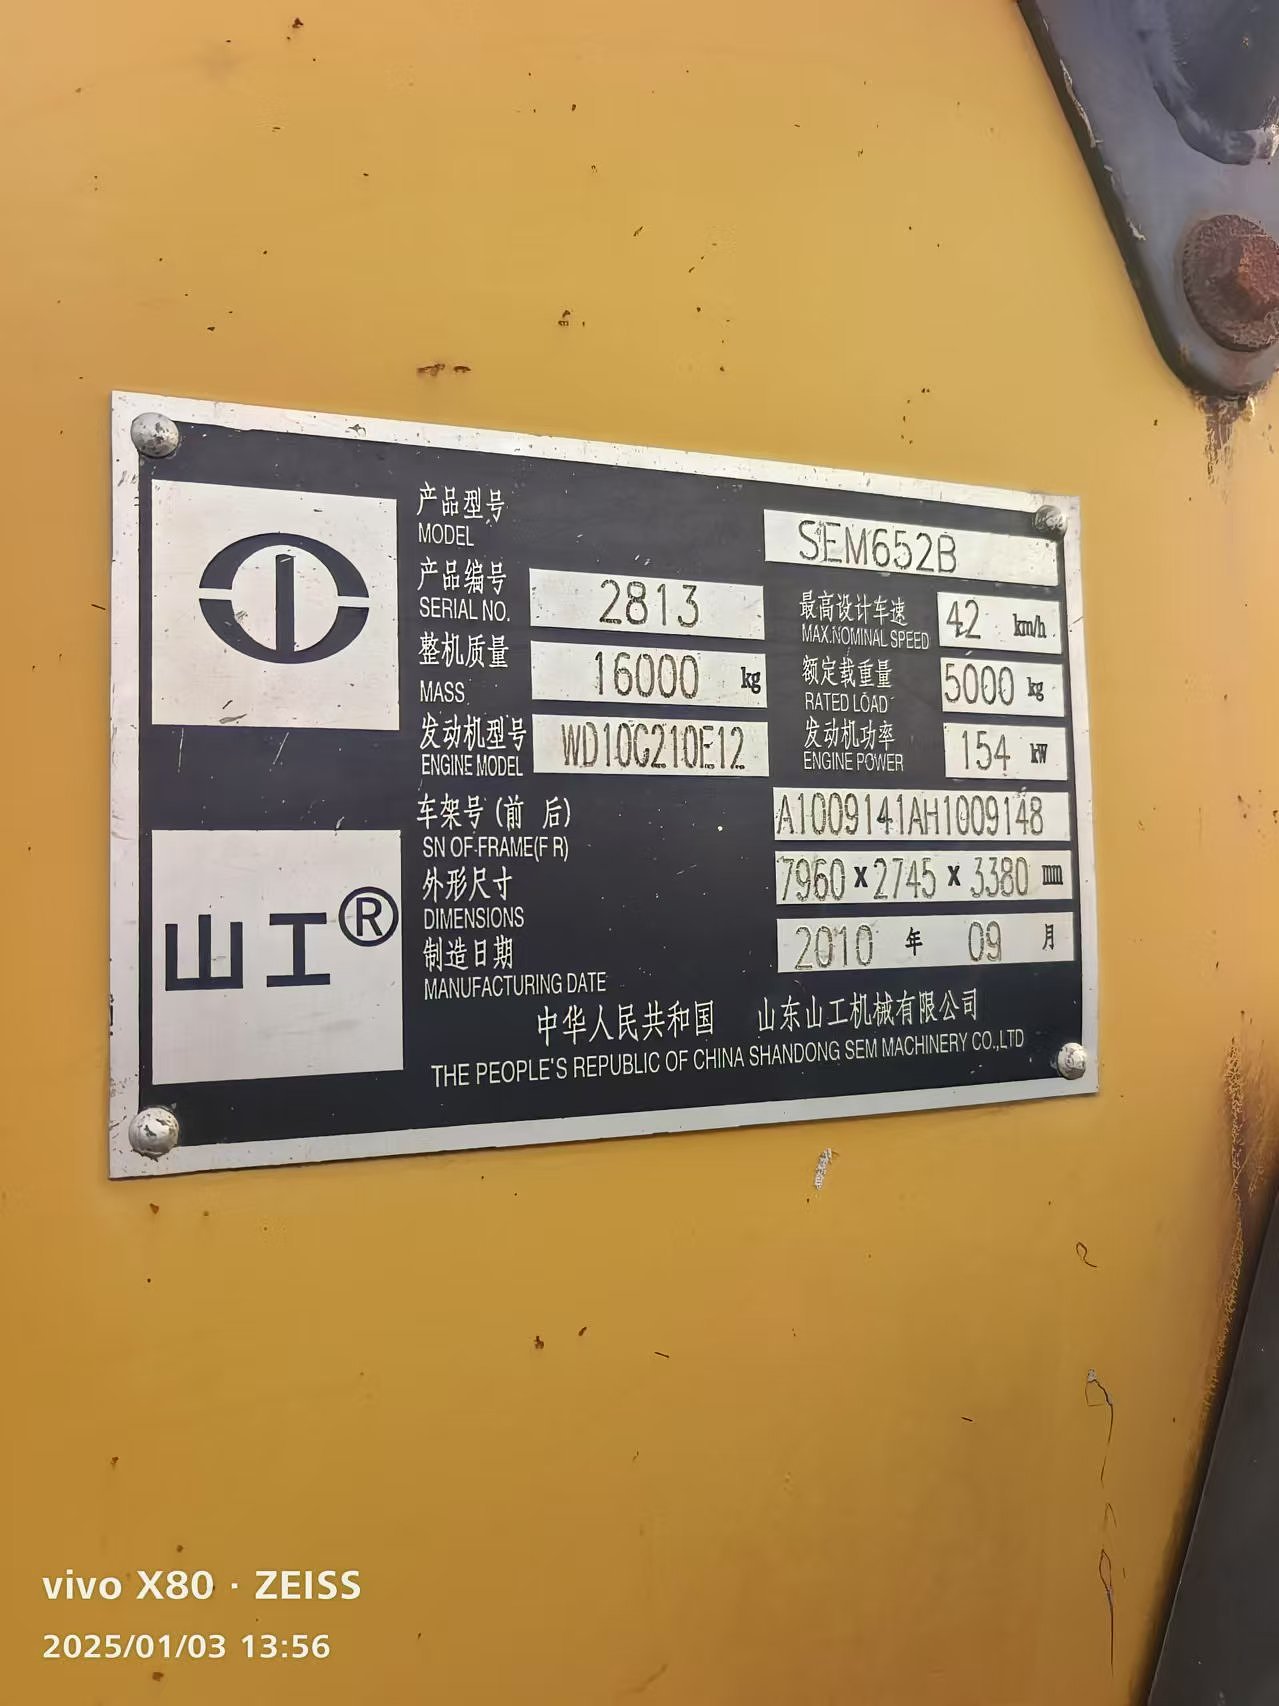 产品型号
MODEL
SEM652B
产品编号
SERIAL NO.
2813
最高设计车速
MAX.NOMINAL SPEED
42 km/h
整机质量
MASS
16000 kg
额定载重量
RATED LOAD
5000 kg
发动机型号
ENGINE MODEL
WD10G210E12
发动机功率
ENGINE POWER
154 kW
车架号(前 后)
SN OF FRAME(F R)
A1009141AH1009148
外形尺寸
DIMENSIONS
7960 x 2745 x 3380 mm
制造日期
MANUFACTURING DATE
2010 年 09 月
山工®
中华人民共和国 山东山工机械有限公司
THE PEOPLE'S REPUBLIC OF CHINA SHANDONG SEM MACHINERY CO.,LTD
vivo X80 · ZEISS
2025/01/03 13:56